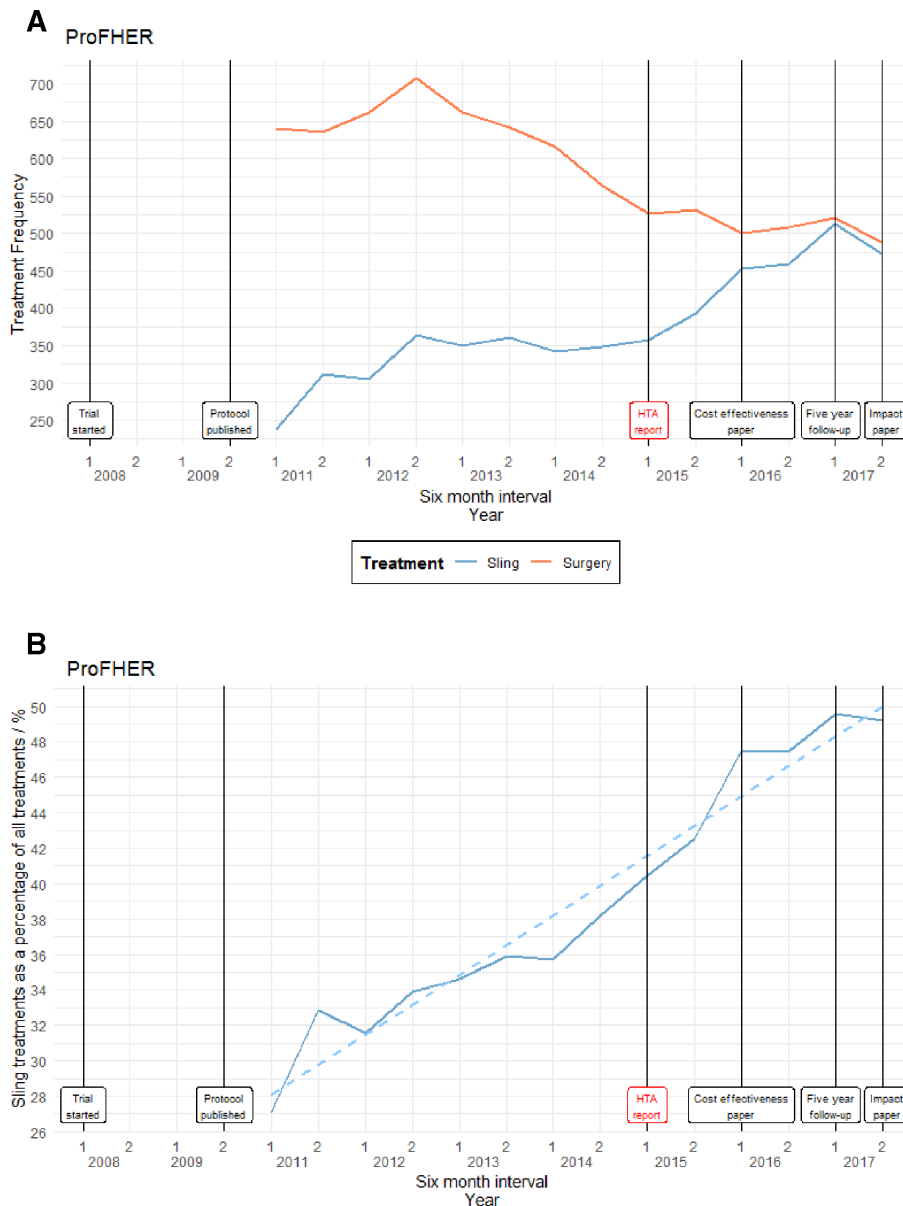 A
ProFHER
Treatment Frequency
700
650
600
550
500
450
400
350
300
250
Trial
started
Protocol
published
HTA
report
Cost effectiveness
paper
Five year
follow-up
Impact
paper
1 2 1 2 1 2 1 2 1 2 1 2 1 2 1 2 1 2
2008 2009 2011 2012 2013 2014 2015 2016 2017
Six month interval
Year
Treatment Sling Surgery
B
ProFHER
Sling treatments as a percentage of all treatments / %
50
48
46
44
42
40
38
36
34
32
30
28
26
Trial
started
Protocol
published
HTA
report
Cost effectiveness
paper
Five year
follow-up
Impact
paper
1 2 1 2 1 2 1 2 1 2 1 2 1 2 1 2 1 2
2008 2009 2011 2012 2013 2014 2015 2016 2017
Six month interval
Year